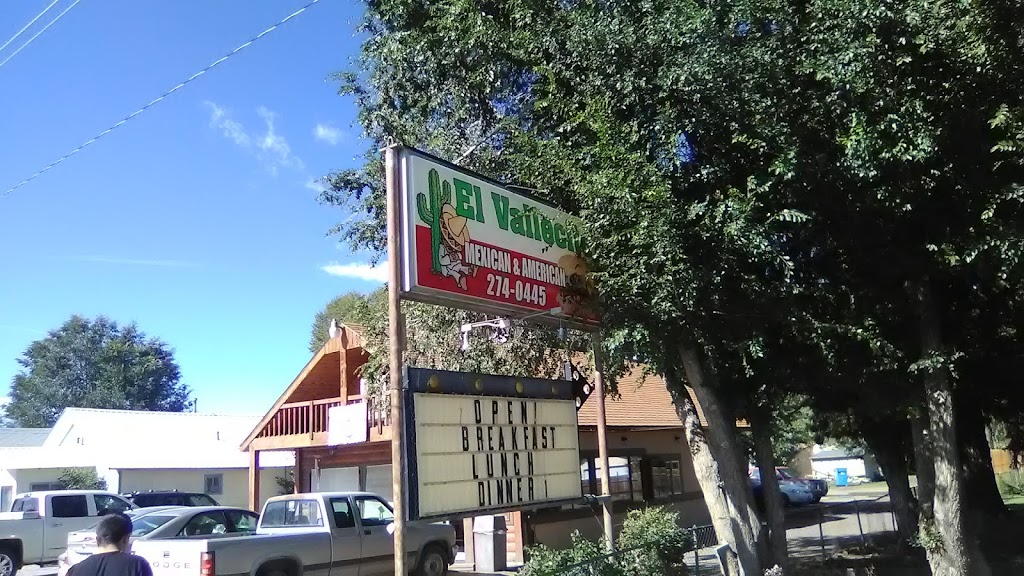 El Vallecit
MEXICAN & AMERICAN
274-0445
OPEN!
BREAKFAST
LUNCH
DINNER!
DODGE